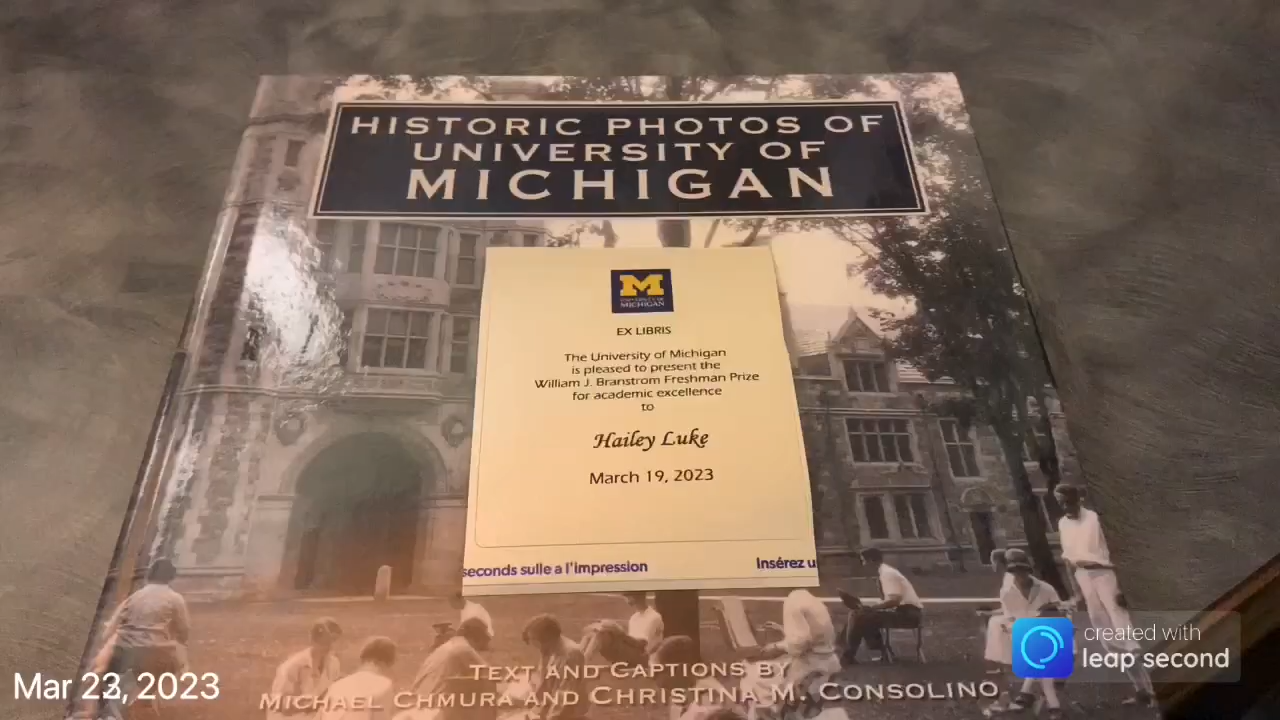 HISTORIC PHOTOS OF
UNIVERSITY OF
MICHIGAN
M
UNIVERSITY OF
MICHIGAN
EX LIBRIS
The University of Michigan
is pleased to present the
William J. Branstrom Freshman Prize
for academic excellence
to
Hailey Luke
March 19, 2023
seconds sulle a l'impression
Insérez u
TEXT AND CAPTIONS BY
MICHAEL CHMURA AND CHRISTINA M. CONSOLINO
Mar 23, 2023
created with
leap second